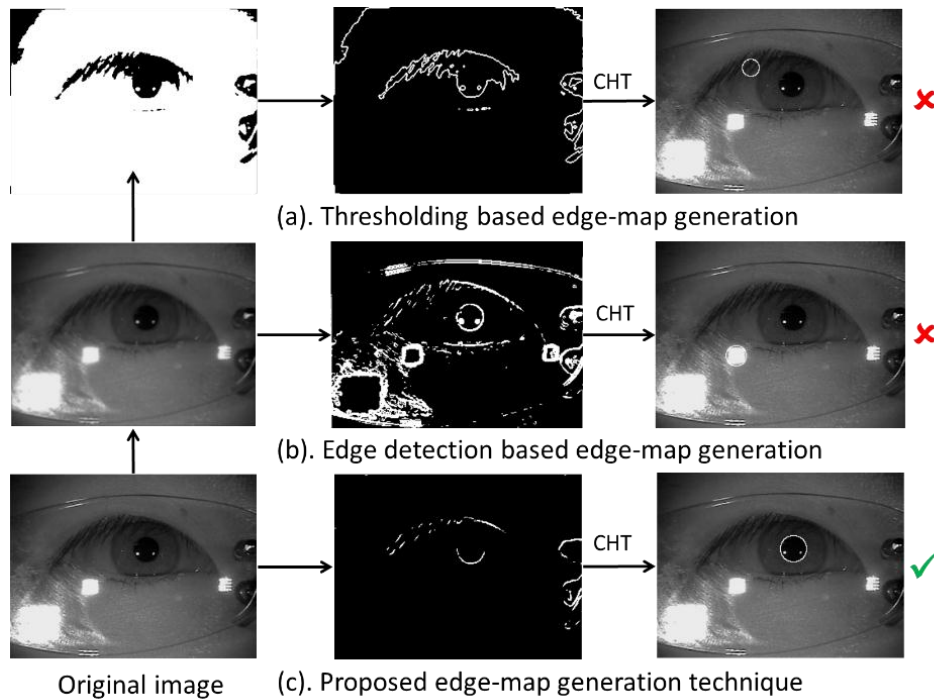 CHT
(a). Thresholding based edge-map generation
CHT
(b). Edge detection based edge-map generation
CHT
Original image
(c). Proposed edge-map generation technique